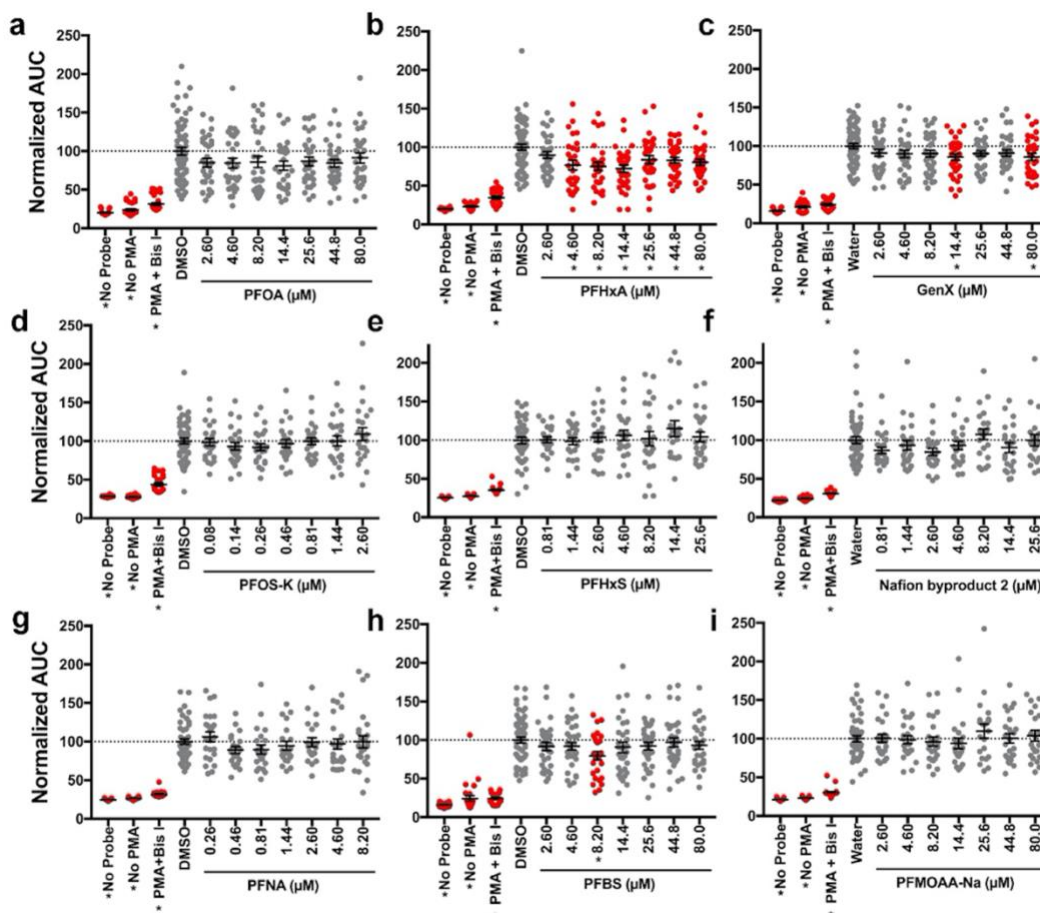 a
b
c
Normalized AUC
250
200
150
100
50
0
*No Probe
*No PMA
* PMA + Bis I
DMSO
2.60
4.60
8.20
14.4
25.6
44.8
80.0
PFOA (µM)
250
200
150
100
50
0
*No Probe
*No PMA
* PMA + Bis I
DMSO
2.60
* 4.60
* 8.20
* 14.4
* 25.6
* 44.8
* 80.0
PFHxA (µM)
250
200
150
100
50
0
*No Probe
*No PMA
* PMA + Bis I
Water
2.60
4.60
8.20
* 14.4
25.6
44.8
* 80.0
GenX (µM)
d
e
f
Normalized AUC
250
200
150
100
50
0
*No Probe
*No PMA
* PMA+Bis I
DMSO
0.08
0.14
0.26
0.46
0.81
1.44
2.60
PFOS-K (µM)
250
200
150
100
50
0
*No Probe
*No PMA
* PMA+Bis I
DMSO
0.81
1.44
2.60
4.60
8.20
14.4
25.6
PFHxS (µM)
250
200
150
100
50
0
*No Probe
*No PMA
* PMA+Bis I
Water
0.81
1.44
2.60
4.60
8.20
14.4
25.6
Nafion byproduct 2 (µM)
g
h
i
Normalized AUC
250
200
150
100
50
0
*No Probe
*No PMA
* PMA+Bis I
DMSO
0.26
0.46
0.81
1.44
2.60
4.60
8.20
PFNA (µM)
250
200
150
100
50
0
*No Probe
*No PMA
* PMA + Bis I
DMSO
2.60
4.60
* 8.20
14.4
25.6
44.8
80.0
PFBS (µM)
250
200
150
100
50
0
*No Probe
*No PMA
* PMA + Bis I
Water
2.60
4.60
8.20
14.4
25.6
44.8
80.0
PFMOAA-Na (µM)